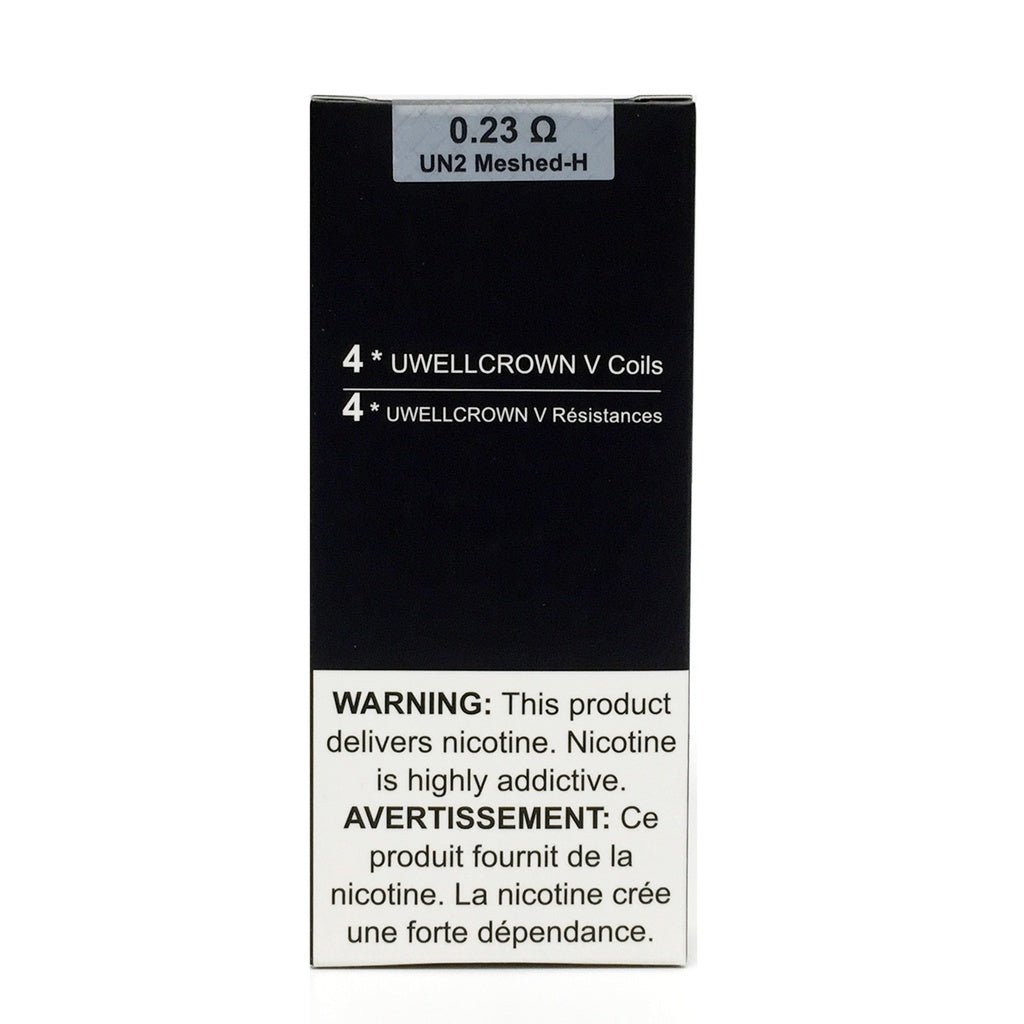 0.23 Ω
UN2 Meshed-H
4 * UWELLCROWN V Coils
4 * UWELLCROWN V Résistances
WARNING: This product
delivers nicotine. Nicotine
is highly addictive.
AVERTISSEMENT: Ce
produit fournit de la
nicotine. La nicotine crée
une forte dépendance.